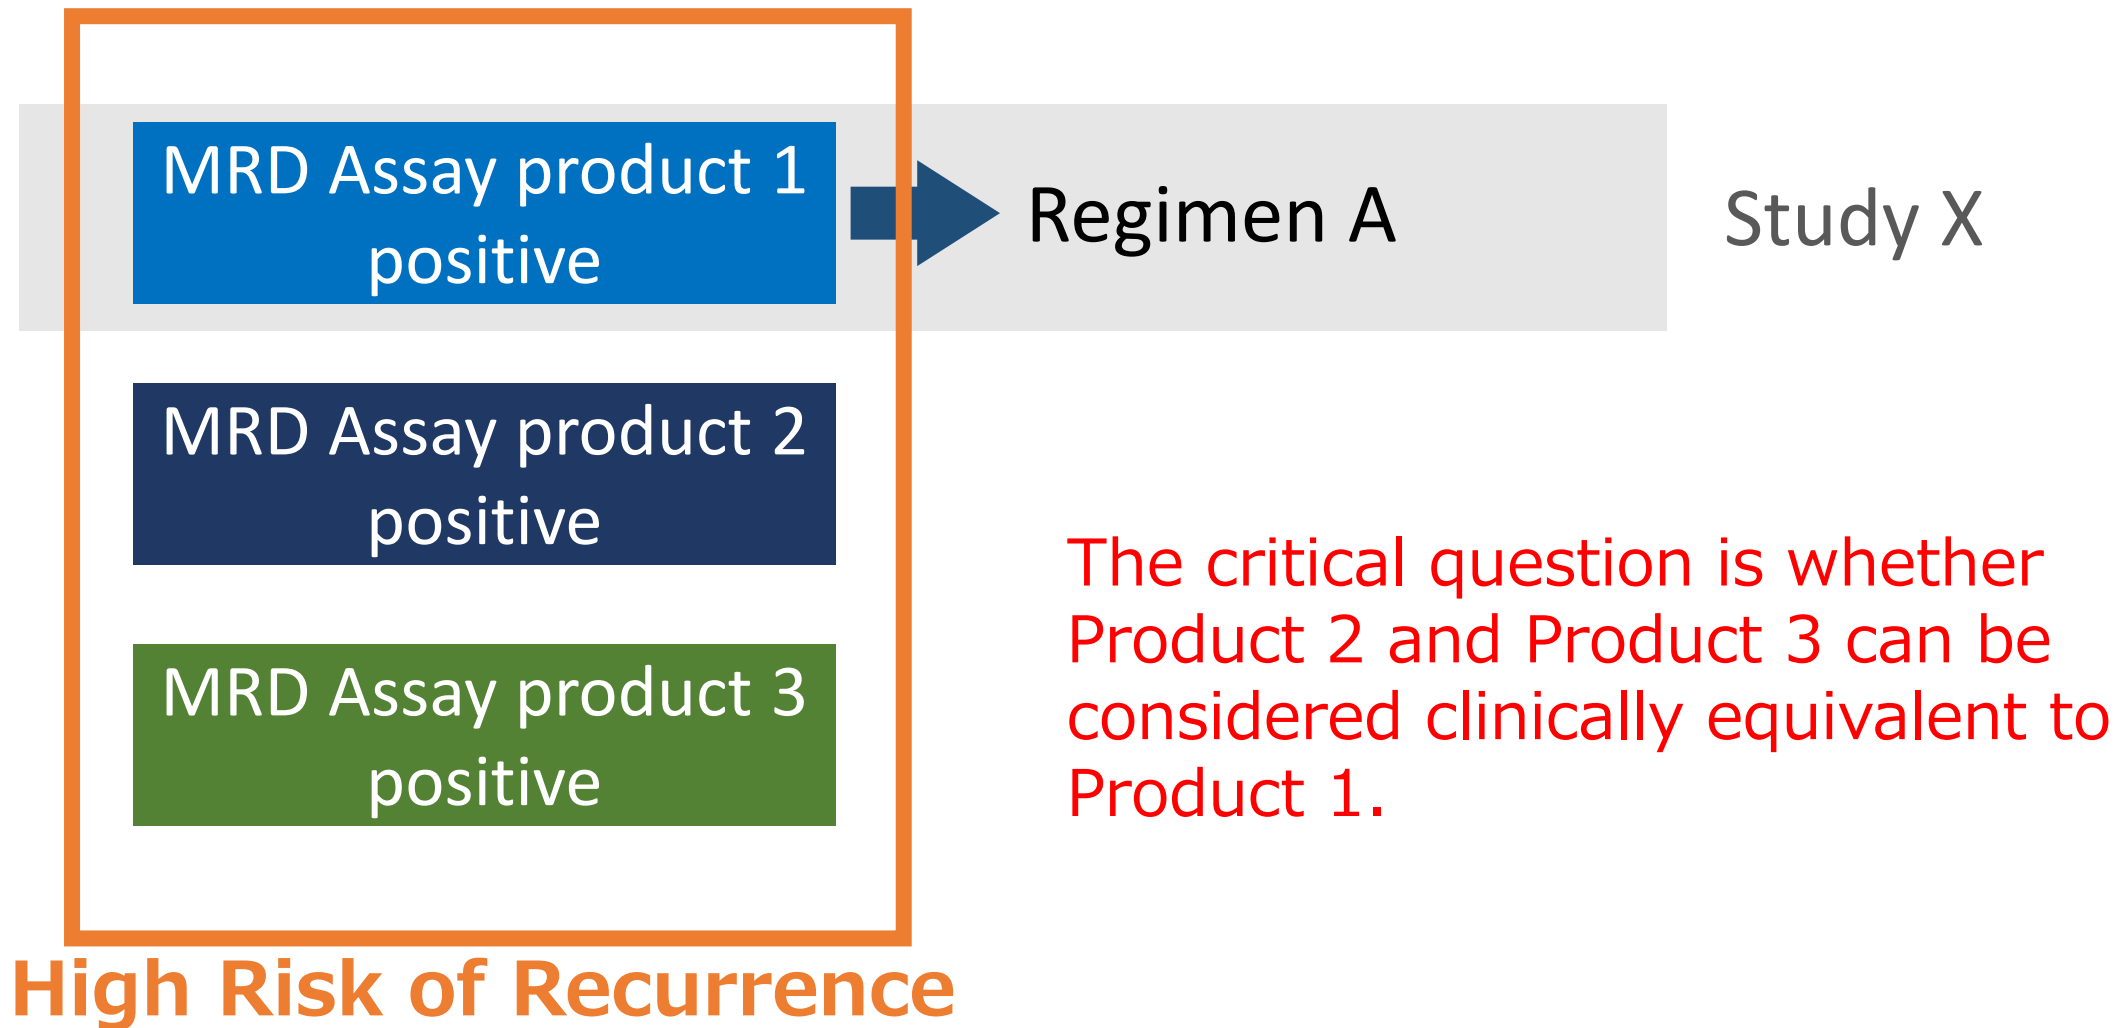 MRD Assay product 1
positive
Regimen A
Study X
MRD Assay product 2
positive
MRD Assay product 3
positive
The critical question is whether
Product 2 and Product 3 can be
considered clinically equivalent to
Product 1.
High Risk of Recurrence